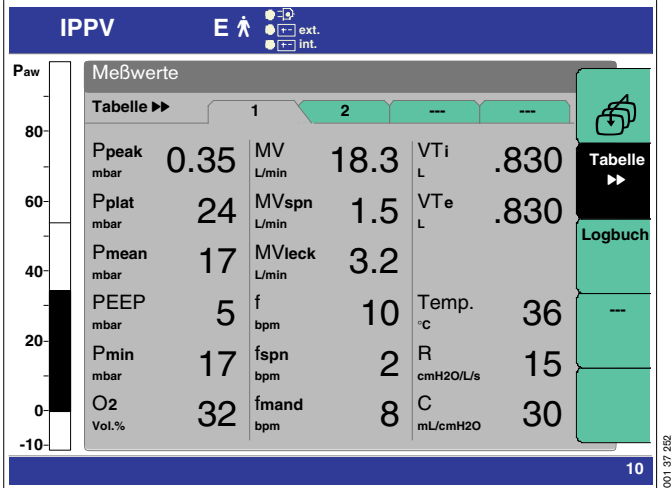 IPPV E ext.
int.
Paw
80
60
40
20
0
-10
Meßwerte
Tabelle ▶▶ 1 2 --- ---
Ppeak 0.35 MV 18.3 VTi .830
mbar L/min L
Pplat 24 MVspn 1.5 VTe .830
mbar L/min L
Pmean 17 MVleck 3.2
mbar L/min
PEEP 5 f 10 Temp. 36
mbar bpm °C
Pmin 17 fspn 2 R 15
mbar bpm cmH2O/L/s
O2 32 fmand 8 C 30
Vol.% bpm mL/cmH2O
Tabelle
▶▶
Logbuch
---
10
001 37 252